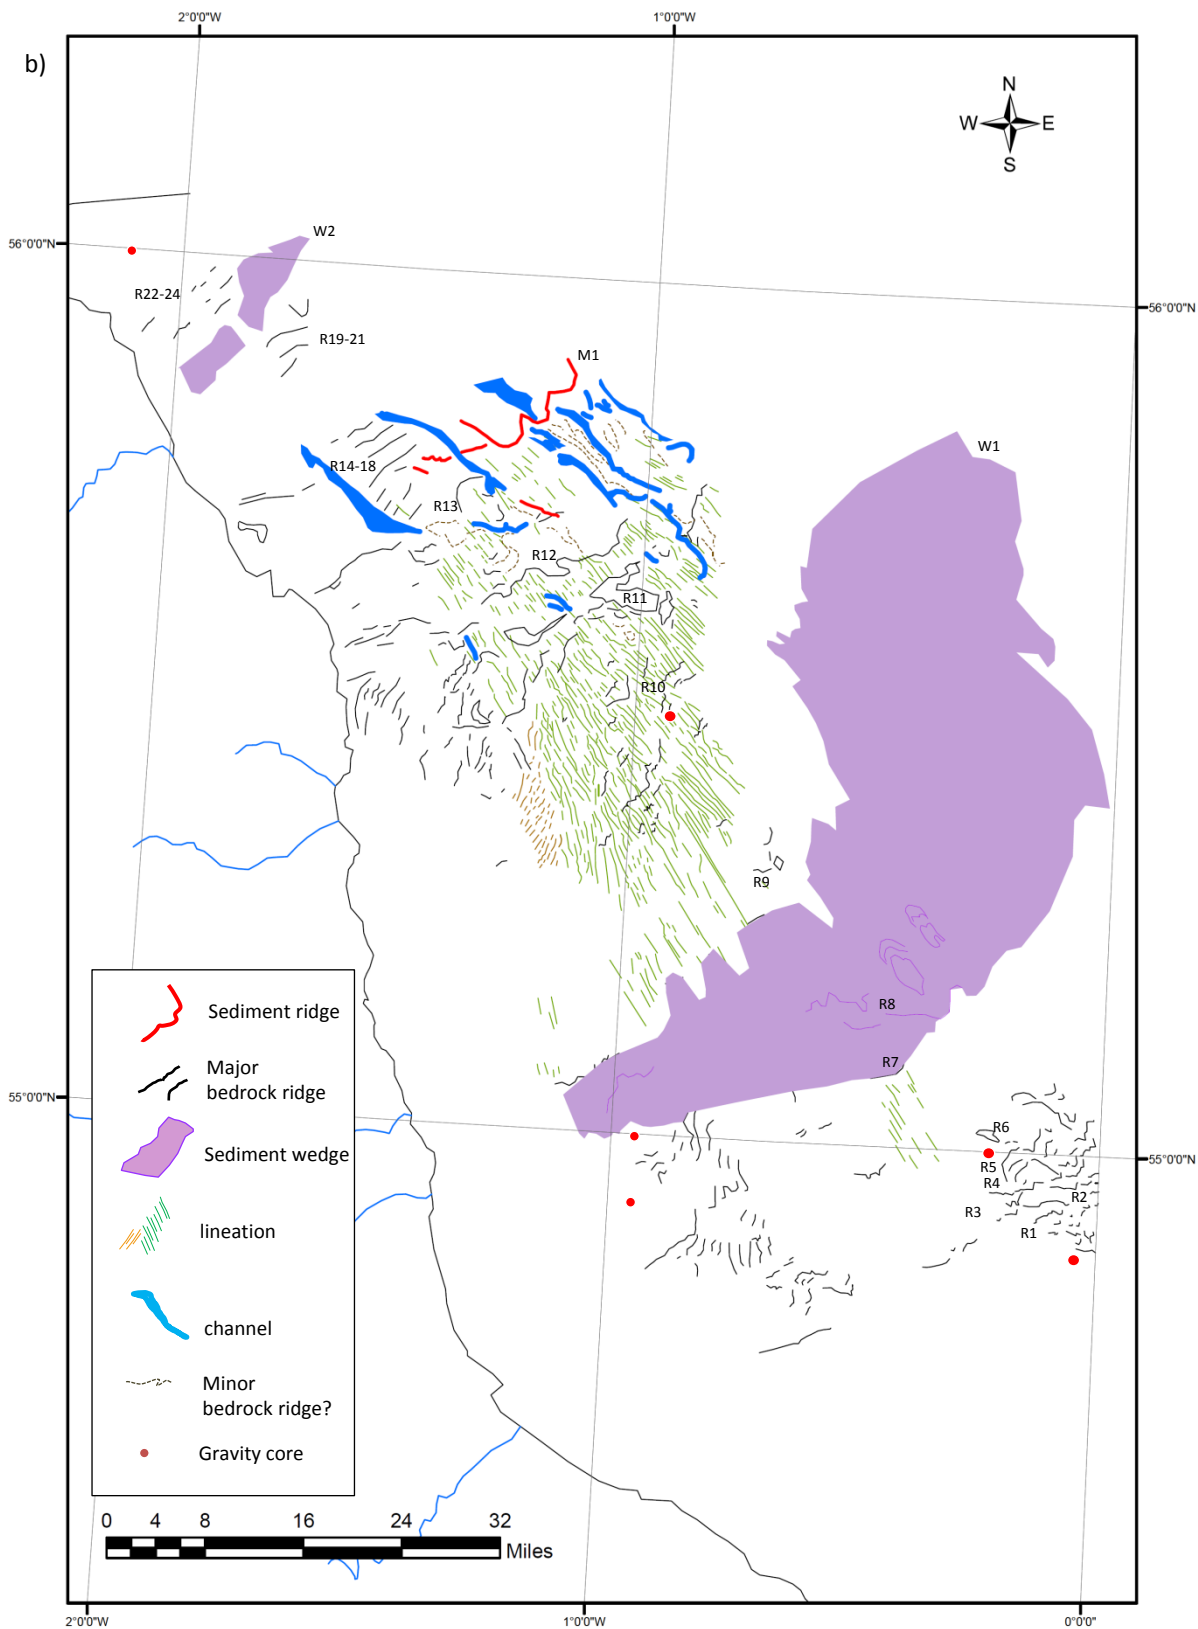 2°0'0"W
1°0'0"W
b)
N
W
E
S
W2
56°0'0"N
R22-24
56°0'0"N
R19-21
M1
W1
R14-18
R13
R12
R11
R10
R9
R8
R7
Sediment ridge
Major
bedrock ridge
55°0'0"N
R6
Sediment wedge
55°0'0"N
R5
R4
R2
R3
R1
lineation
channel
Minor
bedrock ridge?
Gravity core
0 4 8 16 24 32
Miles
2°0'0"W
1°0'0"W
0°0'0"